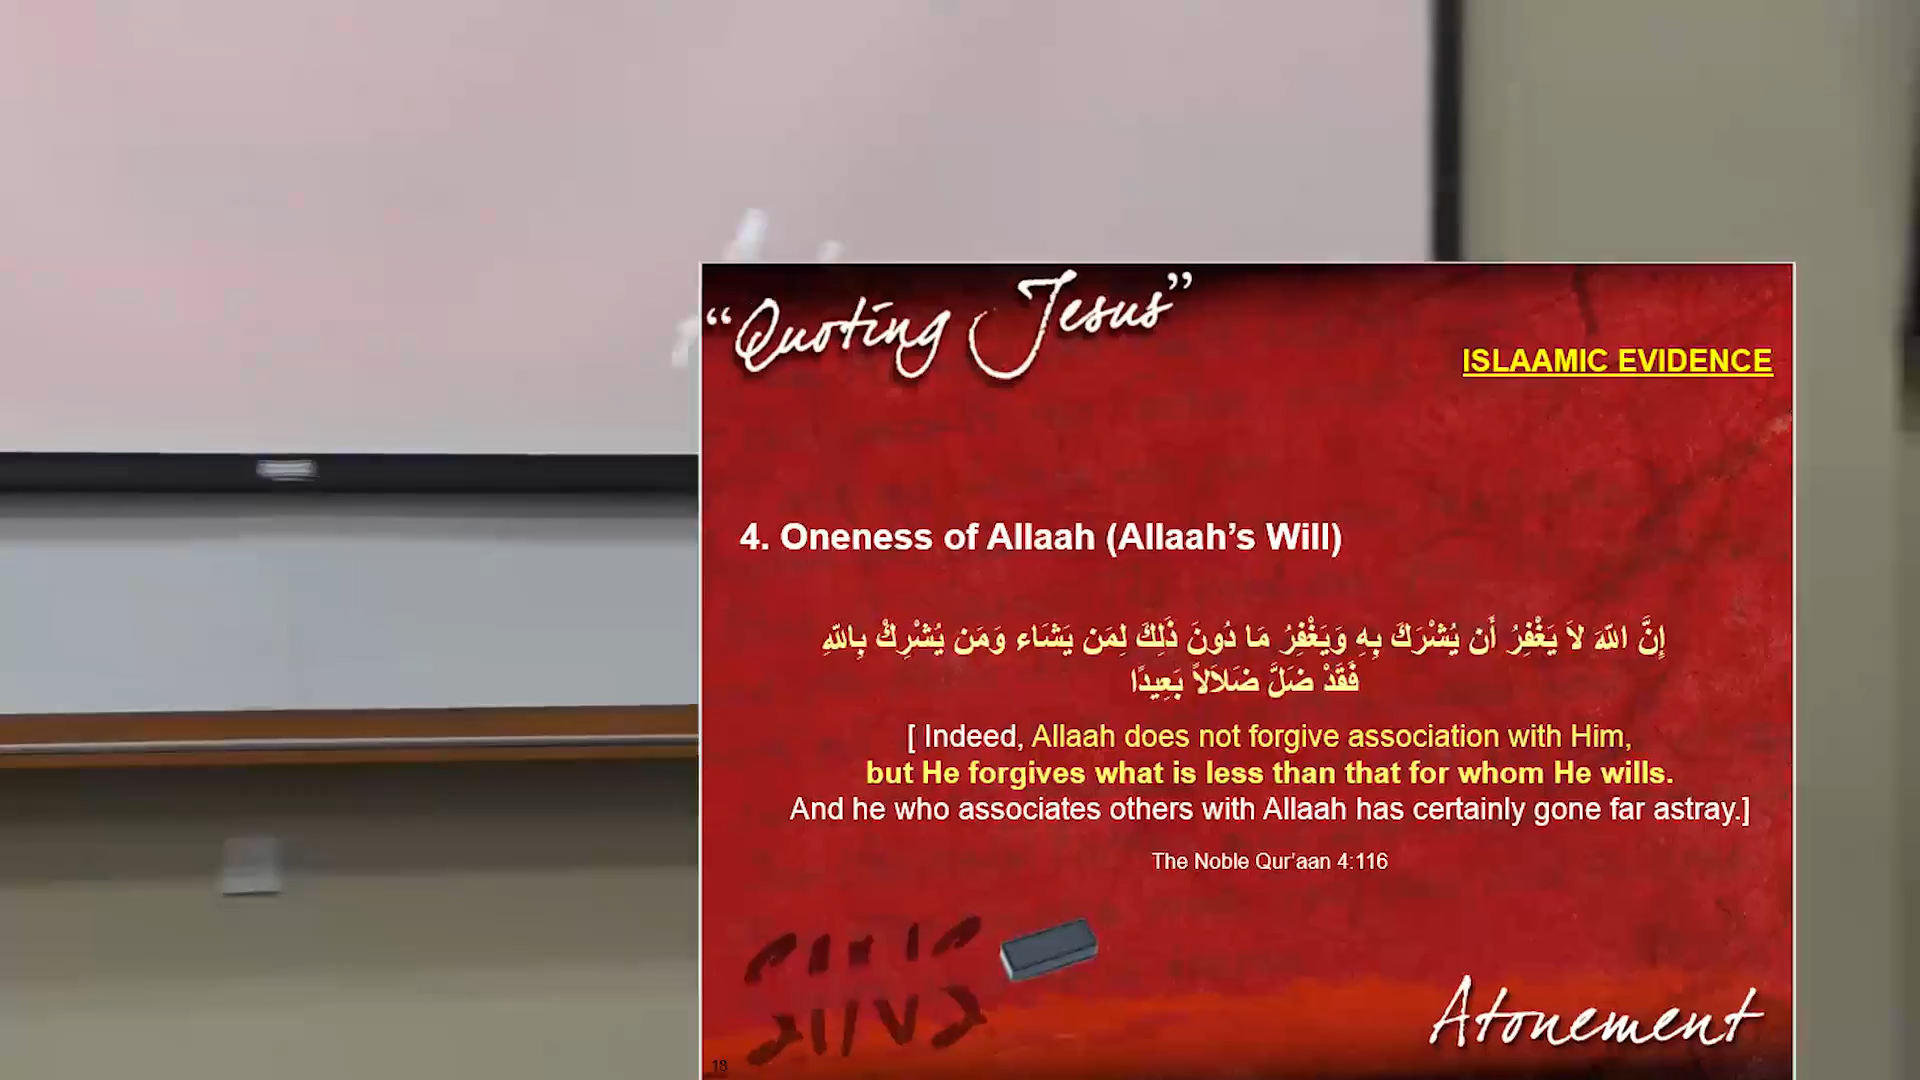 “Quoting Jesus”
ISLAAMIC EVIDENCE
4. Oneness of Allaah (Allaah’s Will)
إِنَّ اللّهَ لاَ يَغْفِرُ أَن يُشْرَكَ بِهِ وَيَغْفِرُ مَا دُونَ ذَلِكَ لِمَن يَشَاء وَمَن يُشْرِكْ بِاللّهِ
فَقَدْ ضَلَّ ضَلاَلاً بَعِيدًا
[ Indeed, Allaah does not forgive association with Him,
but He forgives what is less than that for whom He wills.
And he who associates others with Allaah has certainly gone far astray.]
The Noble Qur’aan 4:116
Atonement
18